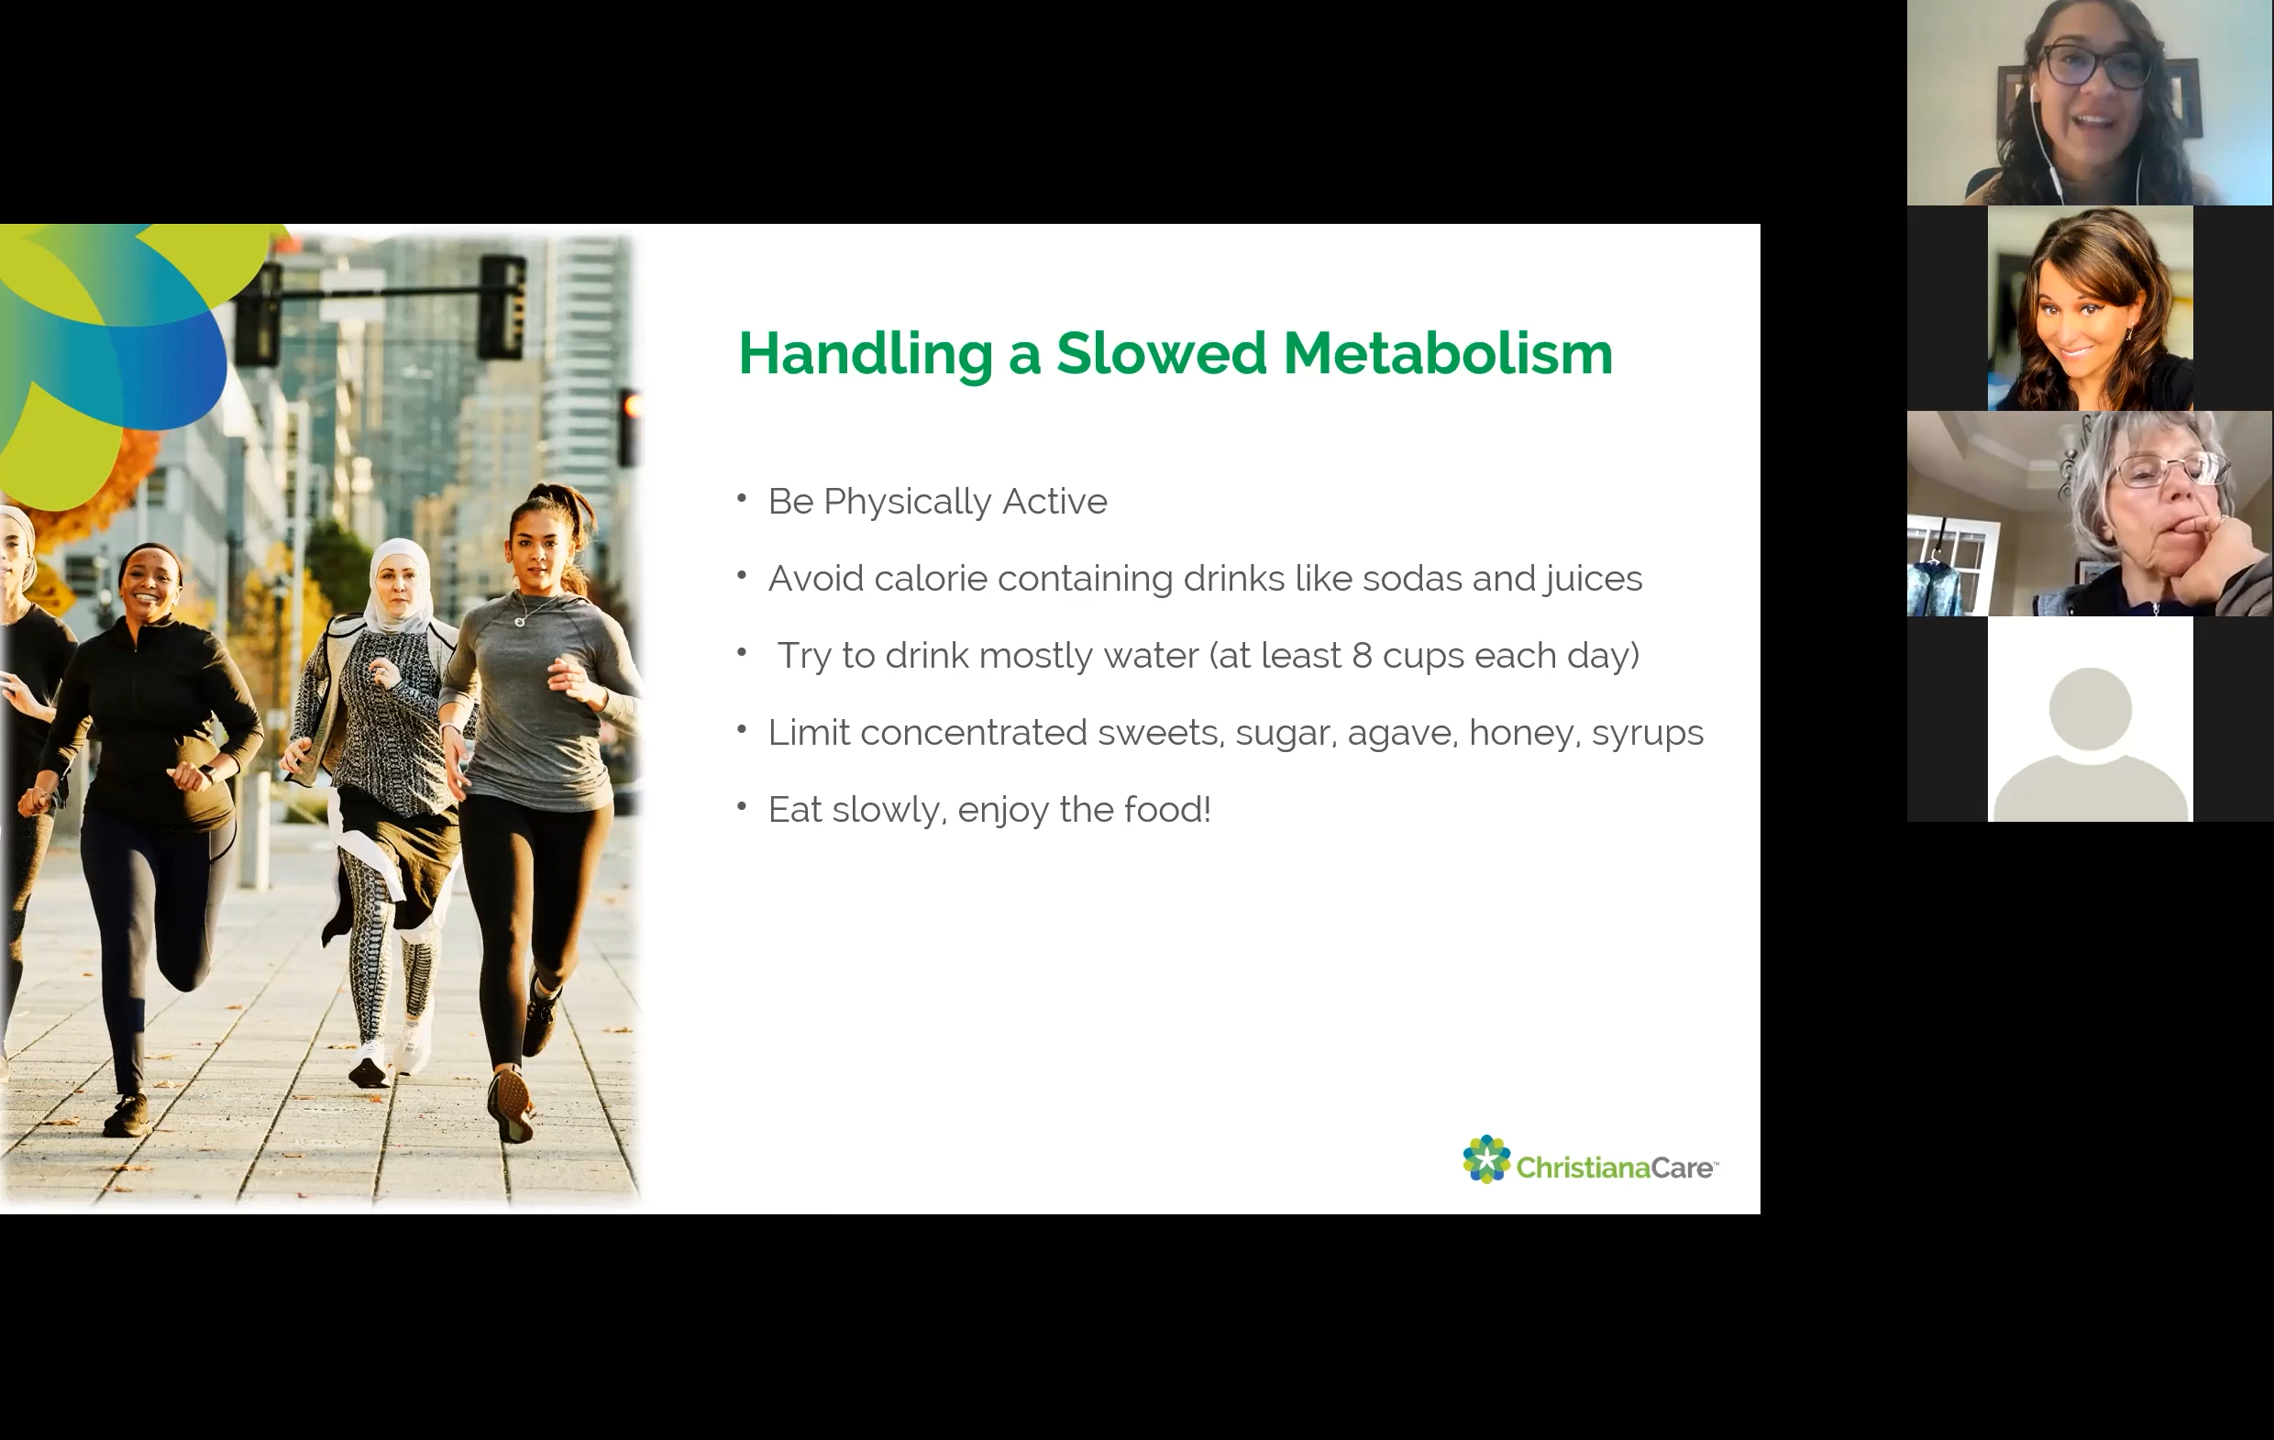 Handling a Slowed Metabolism
• Be Physically Active
• Avoid calorie containing drinks like sodas and juices
• Try to drink mostly water (at least 8 cups each day)
• Limit concentrated sweets, sugar, agave, honey, syrups
• Eat slowly, enjoy the food!
ChristianaCare™